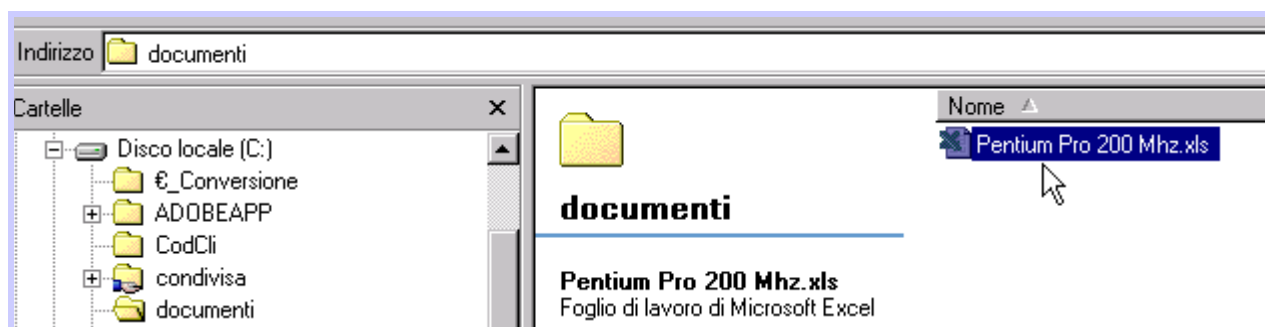 Indirizzo documenti
Cartelle
Disco locale (C:)
€_Conversione
ADOBEAPP
CodCli
condivisa
documenti
documenti
Pentium Pro 200 Mhz.xls
Foglio di lavoro di Microsoft Excel
Nome
Pentium Pro 200 Mhz.xls